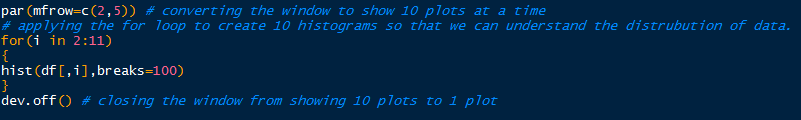 par(mfrow=c(2,5)) # converting the window to show 10 plots at a time
# applying the for loop to create 10 histograms so that we can understand the distrubution of data.
for(i in 2:11)
{
hist(df[,i],breaks=100)
}
dev.off() # closing the window from showing 10 plots to 1 plot